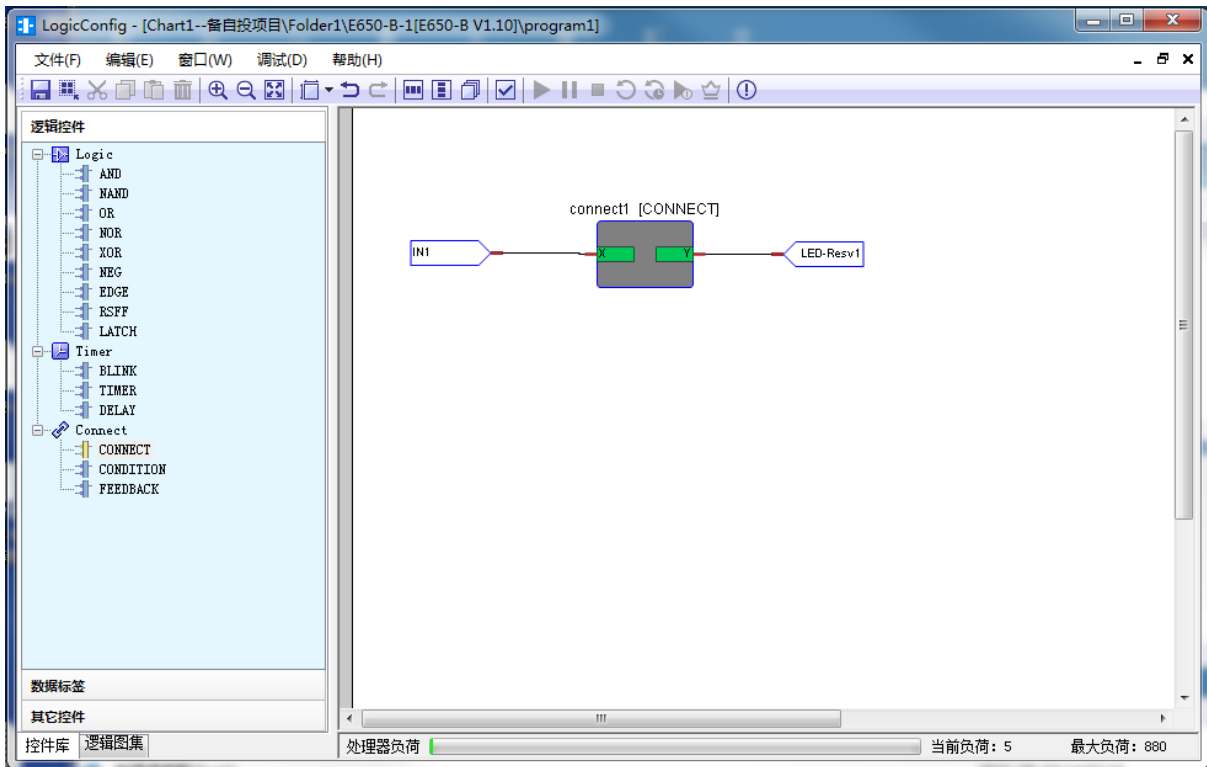 LogicConfig - [Chart1--备自投项目\Folder1\E650-B-1[E650-B V1.10]\program1]
文件(F) 编辑(E) 窗口(W) 调试(D) 帮助(H)
逻辑控件
Logic
AND
NAND
OR
NOR
XOR
NEG
EDGE
RSFF
LATCH
Timer
BLINK
TIMER
DELAY
Connect
CONNECT
CONDITION
FEEDBACK
数据标签
其它控件
控件库 逻辑图集
connect1 [CONNECT]
IN1 X Y LED-Resv1
处理器负荷 当前负荷: 5 最大负荷: 880